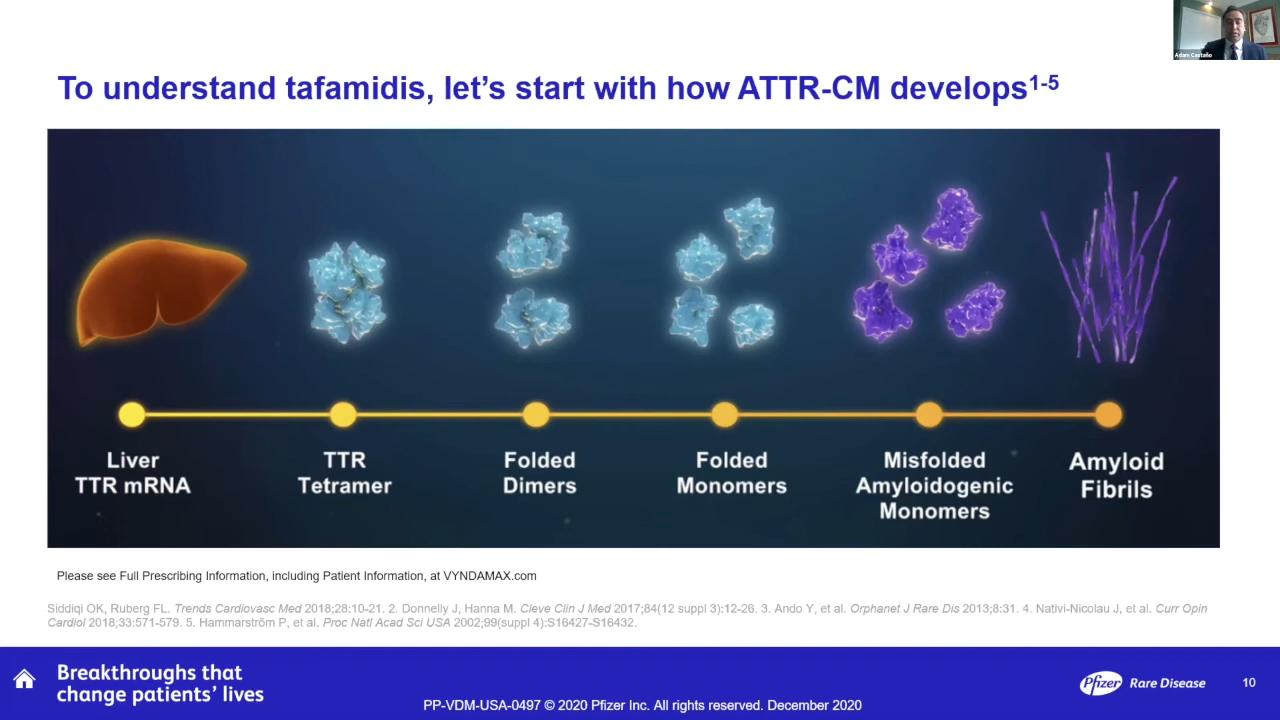 Adam Castaño
To understand tafamidis, let’s start with how ATTR-CM develops¹⁻⁵
Liver
TTR mRNA
TTR
Tetramer
Folded
Dimers
Folded
Monomers
Misfolded
Amyloidogenic
Monomers
Amyloid
Fibrils
Please see Full Prescribing Information, including Patient Information, at VYNDAMAX.com
Siddiqi OK, Ruberg FL. Trends Cardiovasc Med 2018;28:10-21. 2. Donnelly J, Hanna M. Cleve Clin J Med 2017;84(12 suppl 3):12-26. 3. Ando Y, et al. Orphanet J Rare Dis 2013;8:31. 4. Nativi-Nicolau J, et al. Curr Opin
Cardiol 2018;33:571-579. 5. Hammarström P, et al. Proc Natl Acad Sci USA 2002;99(suppl 4):S16427-S16432.
Breakthroughs that
change patients’ lives
PP-VDM-USA-0497 © 2020 Pfizer Inc. All rights reserved. December 2020
Pfizer Rare Disease
10